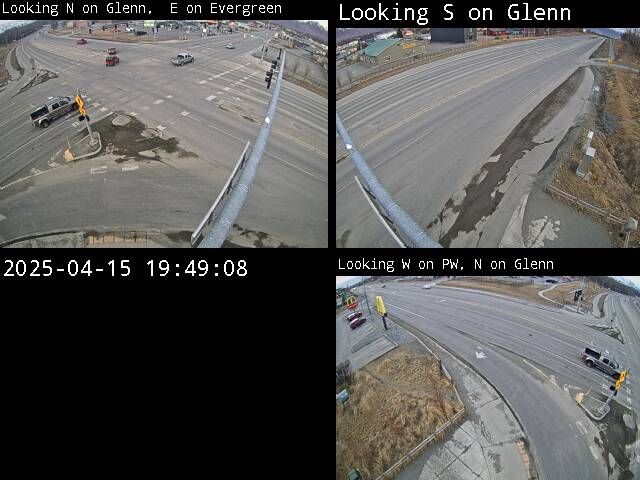 Looking N on Glenn,  E on Evergreen
Looking S on Glenn
2025-04-15 19:49:08
Looking W on PW, N on Glenn